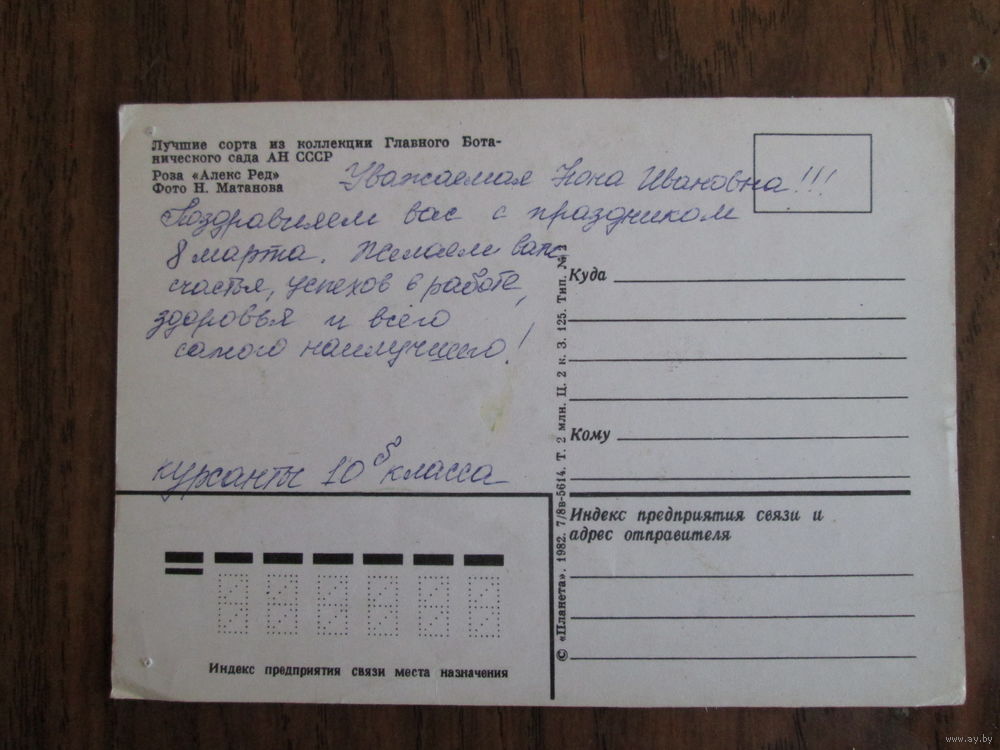 Лучшие сорта из коллекции Главного Бота-
нического сада АН СССР
Роза «Алекс Ред»
Фото Н. Матанова
Уважаемая Нона Ивановна!!!
Поздравляем вас с праздником
8 марта. Желаем вам
счастья, успехов в работе,
здоровья и всего
самого наилучшего!
курсанты 10 б класса
Куда
Кому
Индекс предприятия связи и
адрес отправителя
© «Планета». 1982. 7/8в-5614. Т. 2 млн. Ц. 2 к. З. 125. Тип. №1
Индекс предприятия связи места назначения
www.ay.by